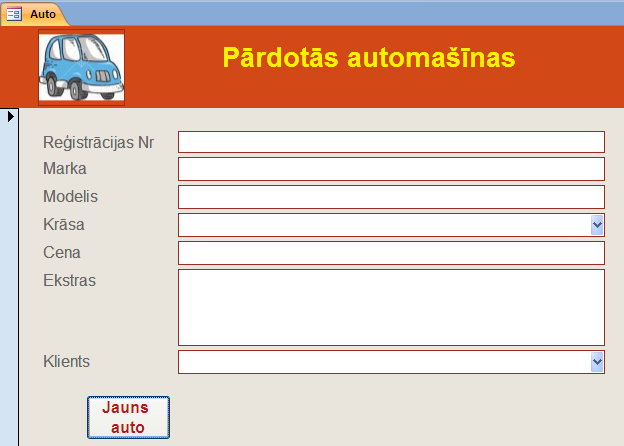 Auto
Pārdotās automašīnas
Reģistrācijas Nr
Marka
Modelis
Krāsa
Cena
Ekstras
Klients
Jauns
auto